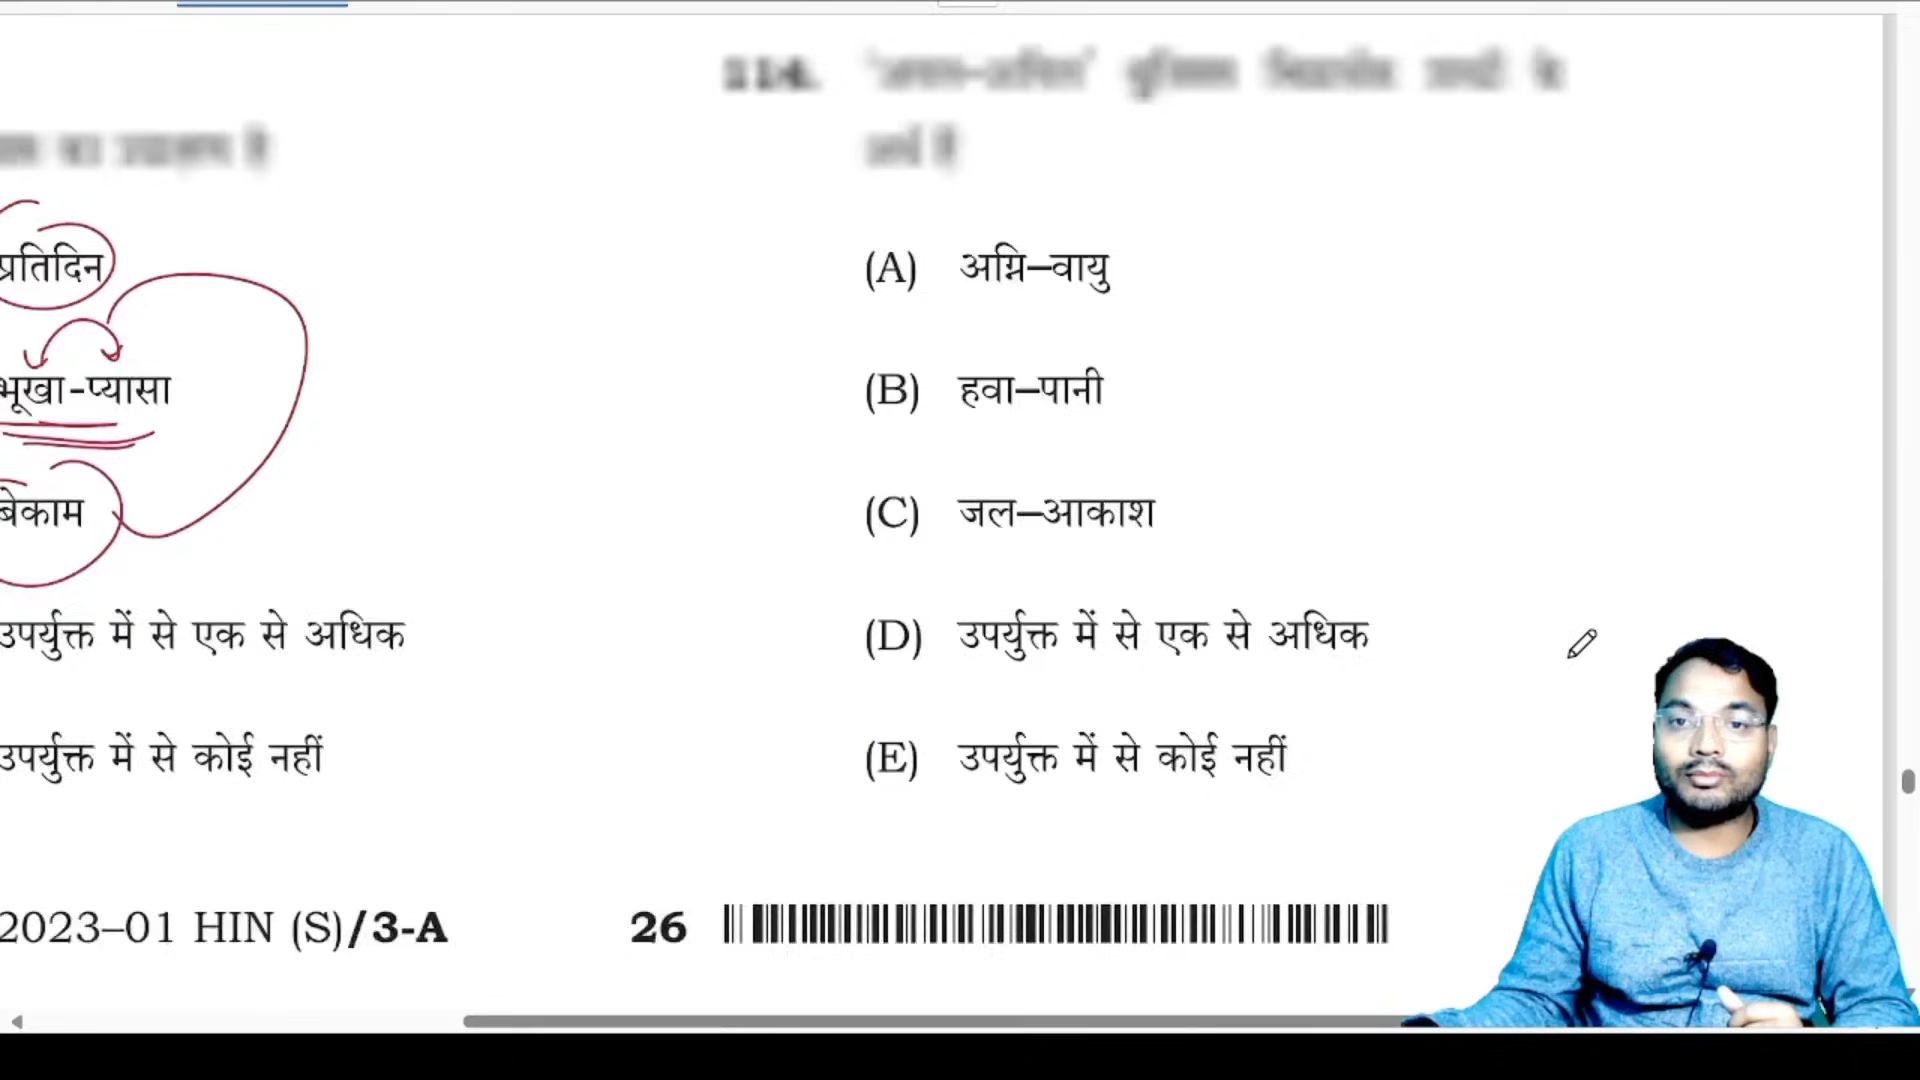 प्रतिदिन
भूखा-प्यासा
बेकाम
उपर्युक्त में से एक से अधिक
उपर्युक्त में से कोई नहीं
(A) अग्नि—वायु
(B) हवा—पानी
(C) जल—आकाश
(D) उपर्युक्त में से एक से अधिक
(E) उपर्युक्त में से कोई नहीं
2023–01 HIN (S)/3-A
26